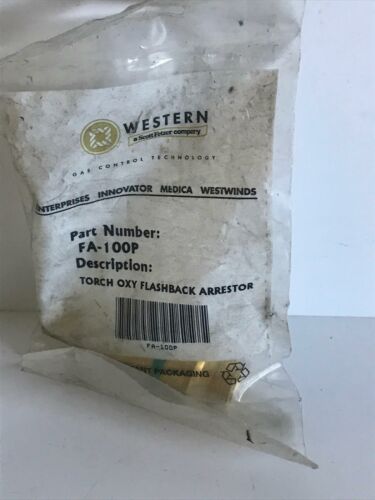 WESTERN
a Scott Fetzer company
GAS CONTROL TECHNOLOGY
ENTERPRISES INNOVATOR MEDICA WESTWINDS
Part Number:
FA-100P
Description:
TORCH OXY FLASHBACK ARRESTOR
FA-100P
PACKAGING